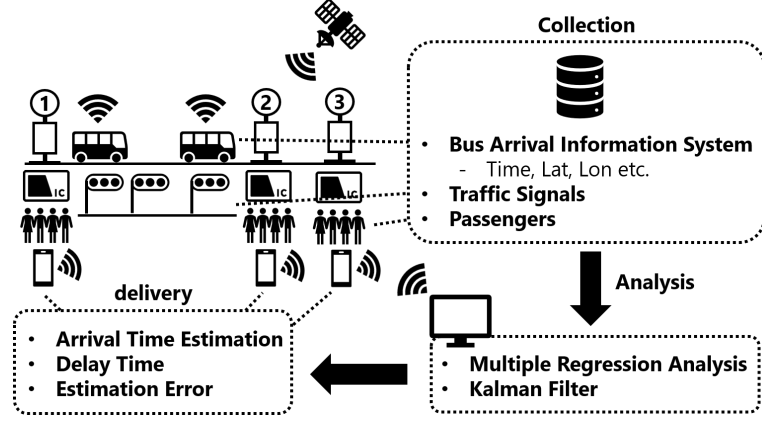 Collection
1
2
3
• Bus Arrival Information System
- Time, Lat, Lon etc.
• Traffic Signals
• Passengers
IC
IC
IC
Analysis
delivery
• Arrival Time Estimation
• Delay Time
• Estimation Error
• Multiple Regression Analysis
• Kalman Filter